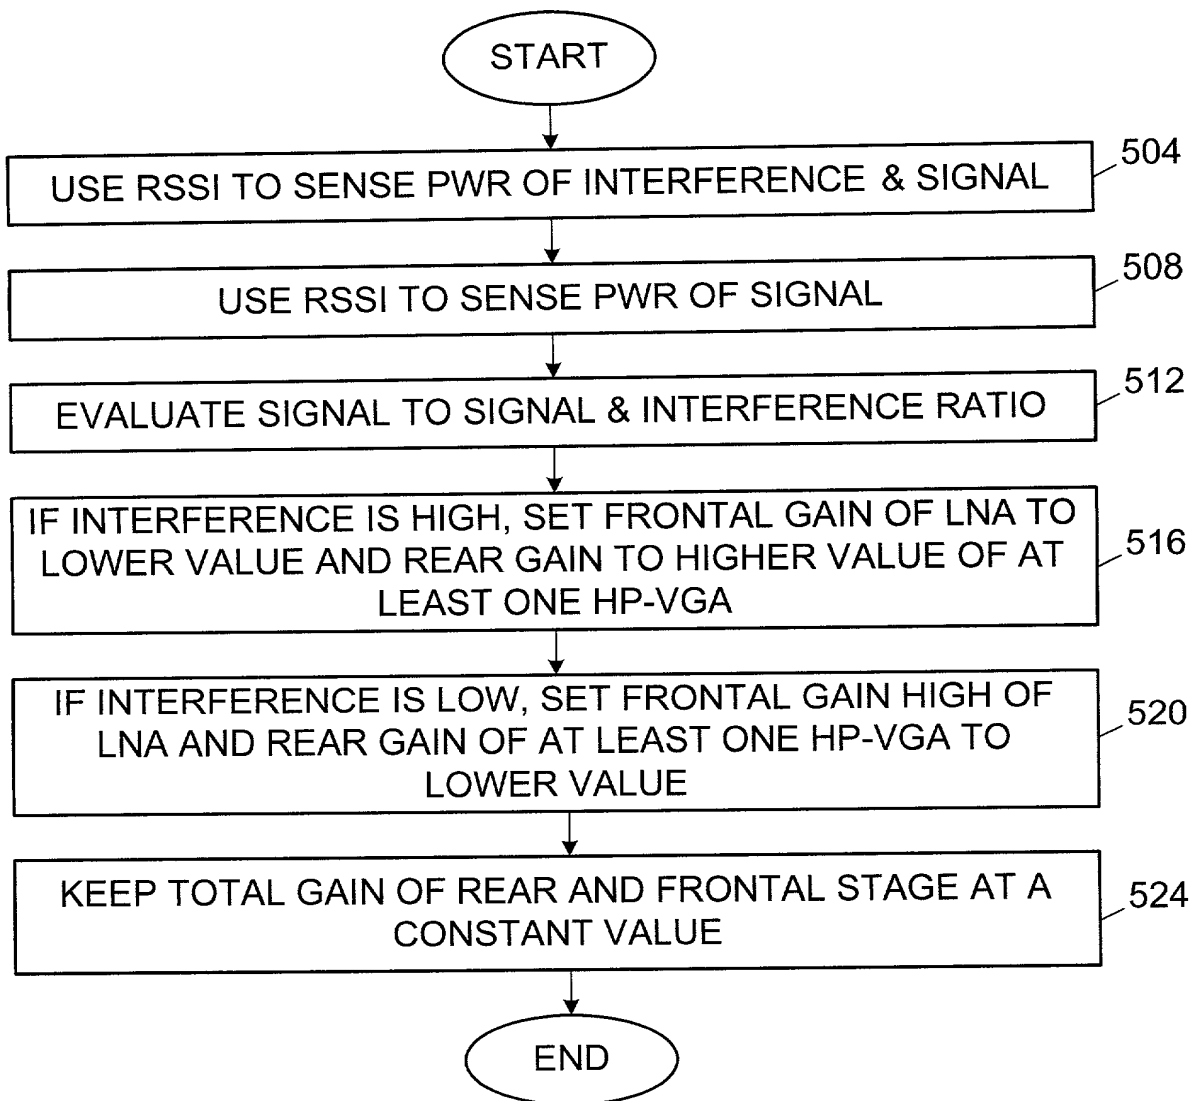 START
USE RSSI TO SENSE PWR OF INTERFERENCE & SIGNAL
504
USE RSSI TO SENSE PWR OF SIGNAL
508
EVALUATE SIGNAL TO SIGNAL & INTERFERENCE RATIO
512
IF INTERFERENCE IS HIGH, SET FRONTAL GAIN OF LNA TO
LOWER VALUE AND REAR GAIN TO HIGHER VALUE OF AT
LEAST ONE HP-VGA
516
IF INTERFERENCE IS LOW, SET FRONTAL GAIN HIGH OF
LNA AND REAR GAIN OF AT LEAST ONE HP-VGA TO
LOWER VALUE
520
KEEP TOTAL GAIN OF REAR AND FRONTAL STAGE AT A
CONSTANT VALUE
524
END